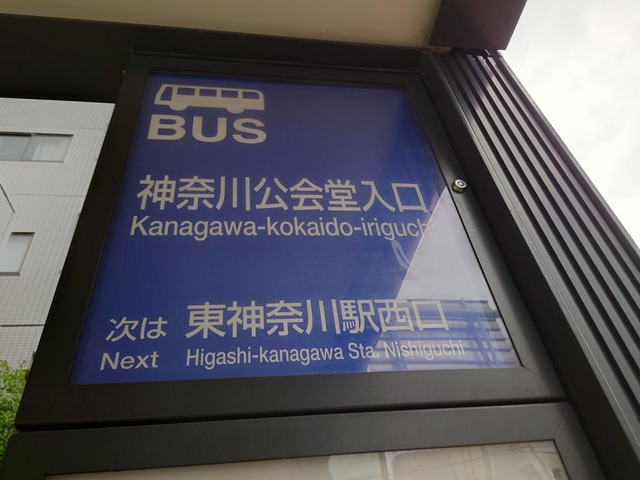 BUS
神奈川公会堂入口
Kanagawa-kokaido-iriguchi
次は 東神奈川駅西口
Next Higashi-kanagawa Sta. Nishiguchi